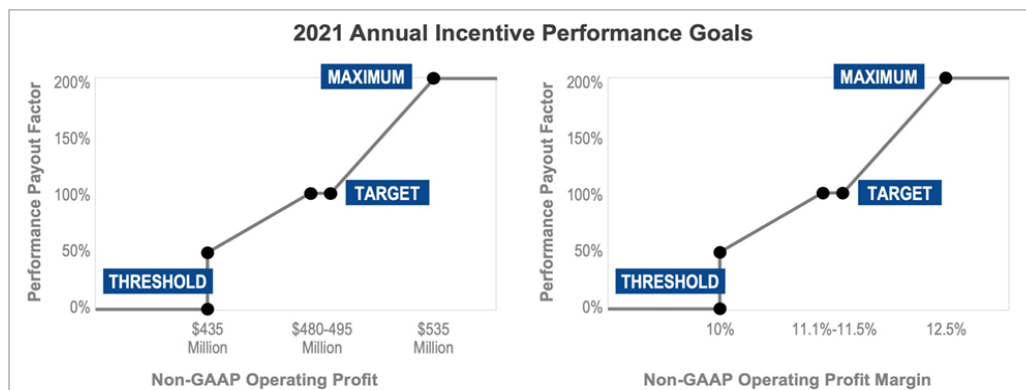 2021 Annual Incentive Performance Goals
Performance Payout Factor
200%
150%
100%
50%
0%
MAXIMUM
TARGET
THRESHOLD
$435
Million
$480-495
Million
$535
Million
Non-GAAP Operating Profit
Performance Payout Factor
200%
150%
100%
50%
0%
MAXIMUM
TARGET
THRESHOLD
10%
11.1%-11.5%
12.5%
Non-GAAP Operating Profit Margin